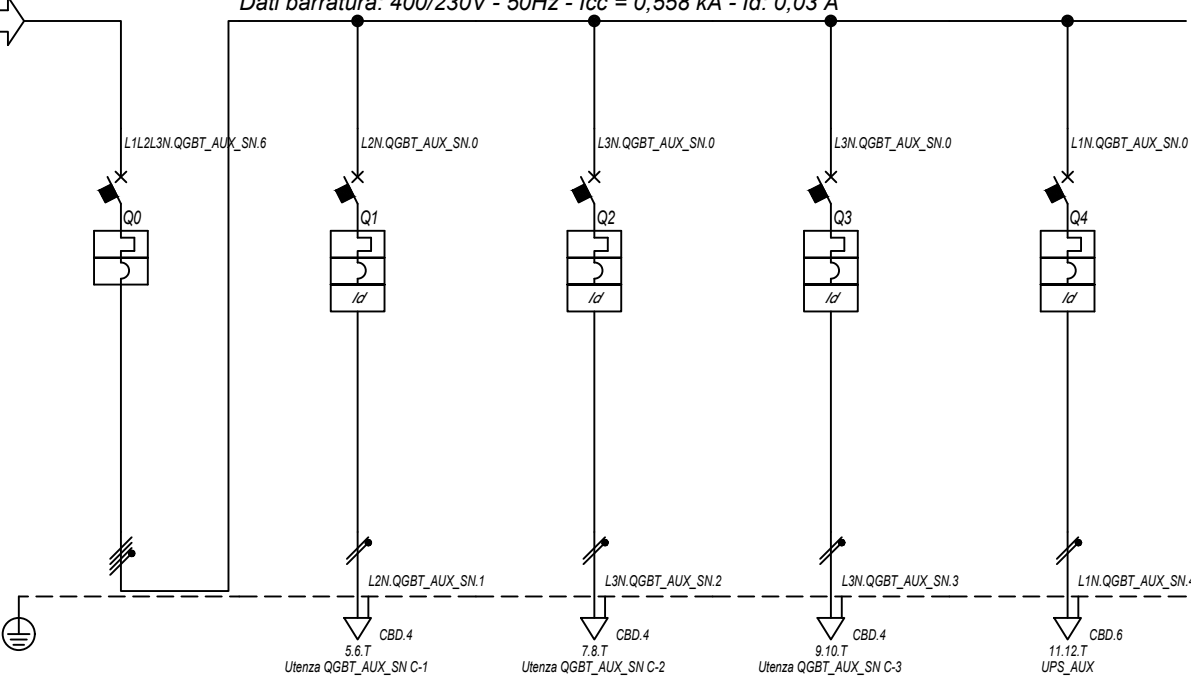 Dati barratura: 400/230V - 50Hz - Icc = 0,558 kA - Id: 0,03 A
L1L2L3N.QGBT_AUX_SN.6
L2N.QGBT_AUX_SN.0
L3N.QGBT_AUX_SN.0
L3N.QGBT_AUX_SN.0
L1N.QGBT_AUX_SN.0
Q0
Q1
Q2
Q3
Q4
Id
Id
Id
Id
L2N.QGBT_AUX_SN.1
L3N.QGBT_AUX_SN.2
L3N.QGBT_AUX_SN.3
L1N.QGBT_AUX_SN.4
CBD.4
CBD.4
CBD.4
CBD.6
5.6.T
7.8.T
9.10.T
11.12.T
Utenza QGBT_AUX_SN C-1
Utenza QGBT_AUX_SN C-2
Utenza QGBT_AUX_SN C-3
UPS_AUX